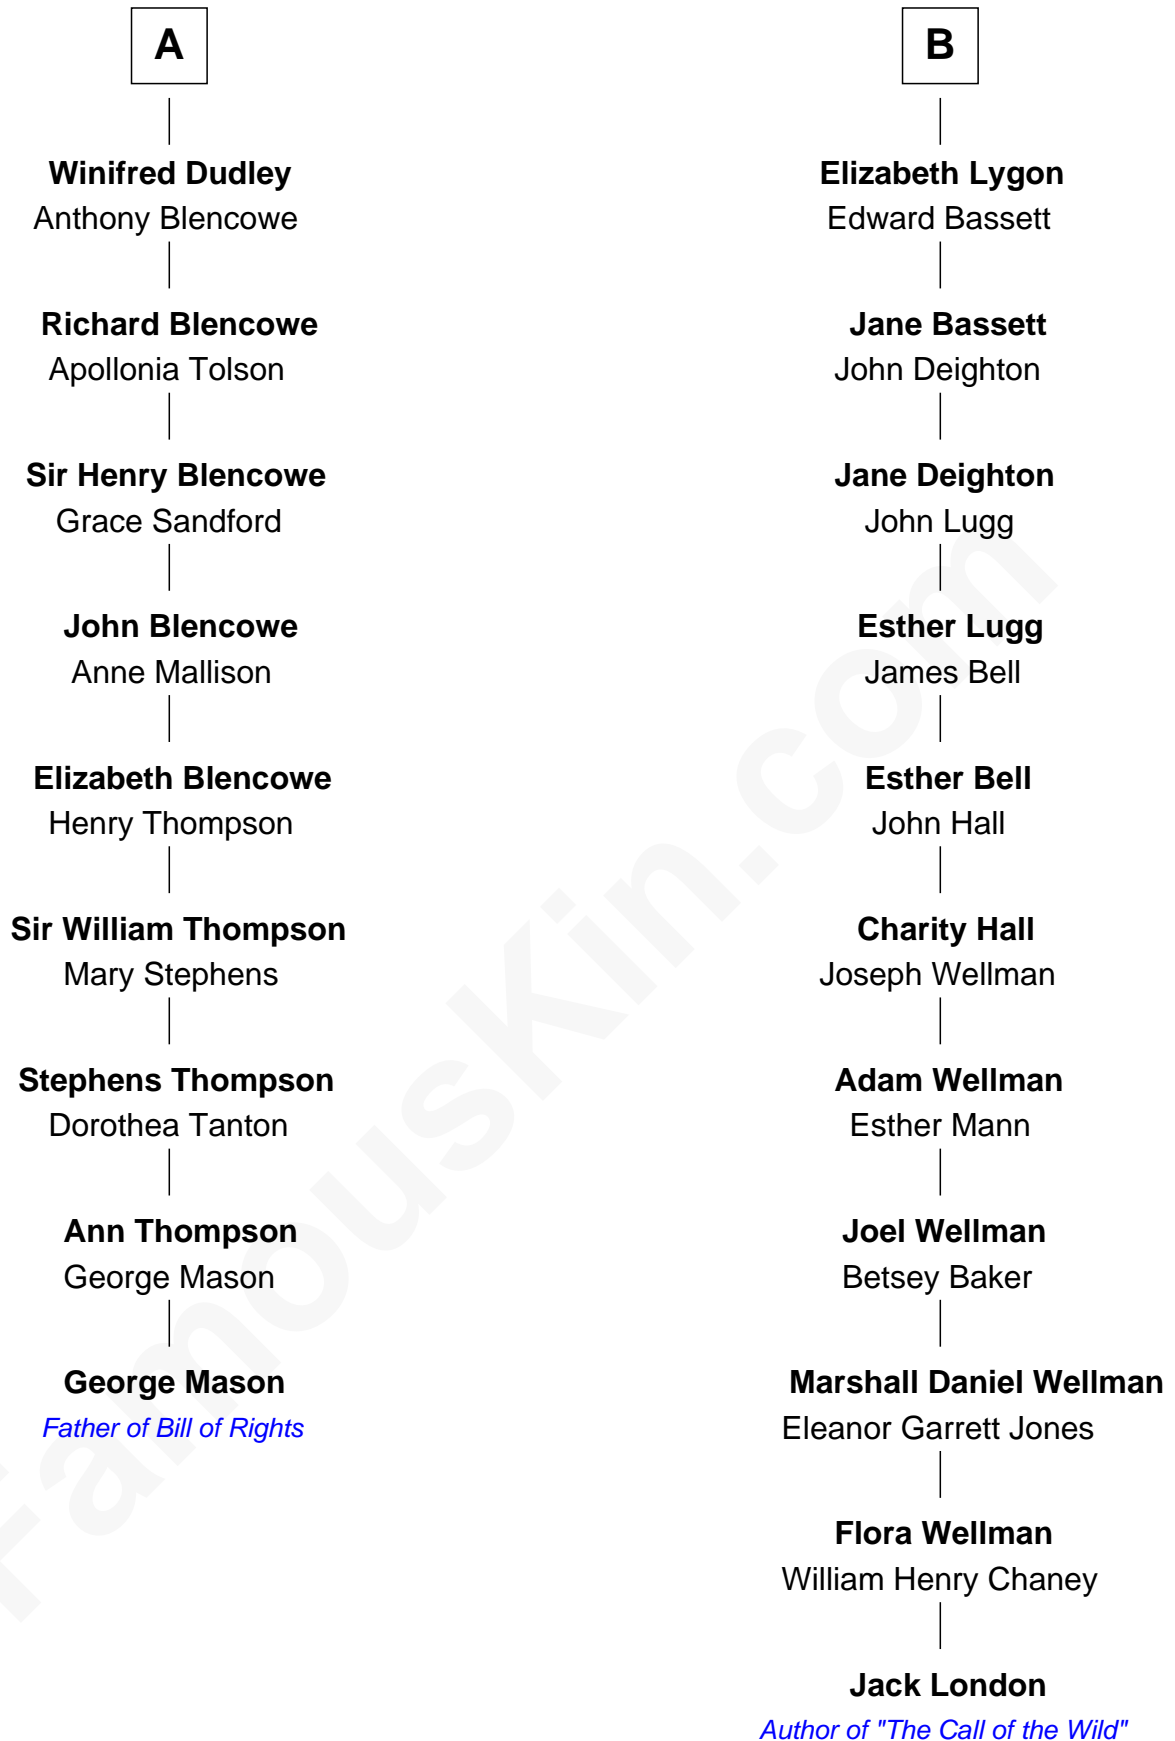 A
Winifred Dudley
Anthony Blencowe
Richard Blencowe
Apollonia Tolson
Sir Henry Blencowe
Grace Sandford
John Blencowe
Anne Mallison
Elizabeth Blencowe
Henry Thompson
Sir William Thompson
Mary Stephens
Stephens Thompson
Dorothea Tanton
Ann Thompson
George Mason
George Mason
Father of Bill of Rights
B
Elizabeth Lygon
Edward Bassett
Jane Bassett
John Deighton
Jane Deighton
John Lugg
Esther Lugg
James Bell
Esther Bell
John Hall
Charity Hall
Joseph Wellman
Adam Wellman
Esther Mann
Joel Wellman
Betsey Baker
Marshall Daniel Wellman
Eleanor Garrett Jones
Flora Wellman
William Henry Chaney
Jack London
Author of "The Call of the Wild"
FamousKin.com